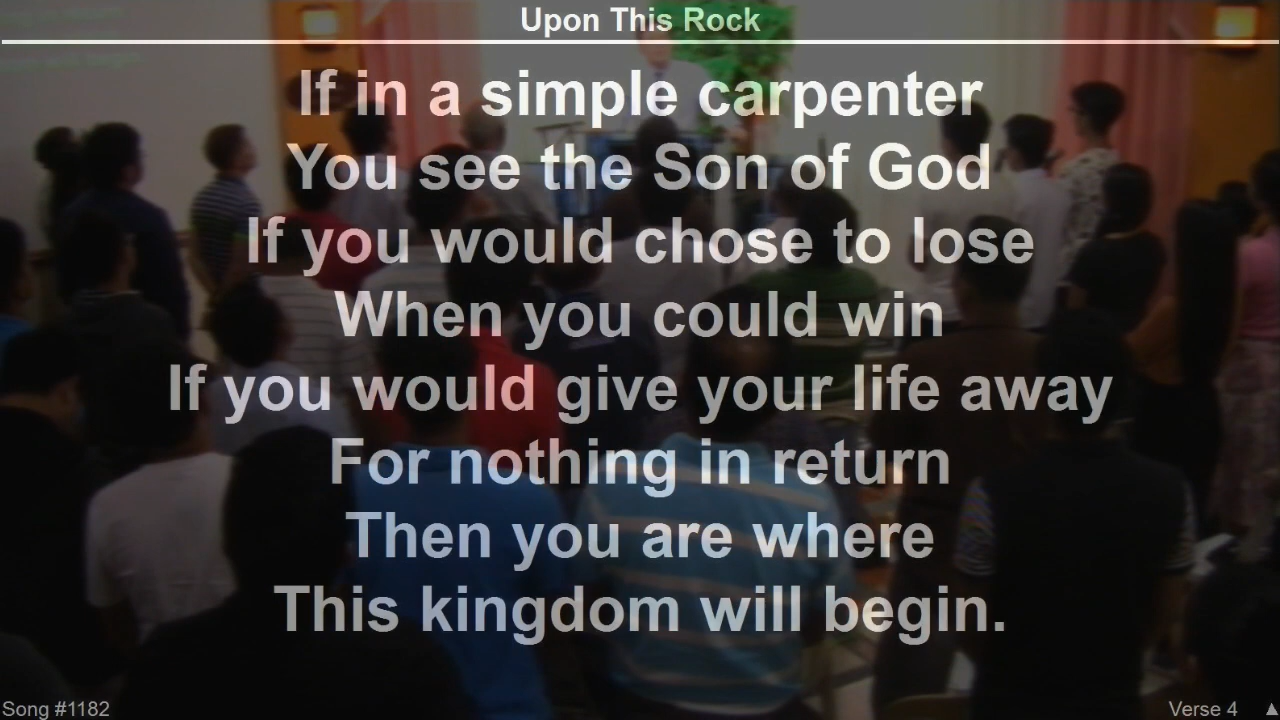 Upon This Rock
If in a simple carpenter
You see the Son of God
If you would chose to lose
When you could win
If you would give your life away
For nothing in return
Then you are where
This kingdom will begin.
Song #1182
Verse 4